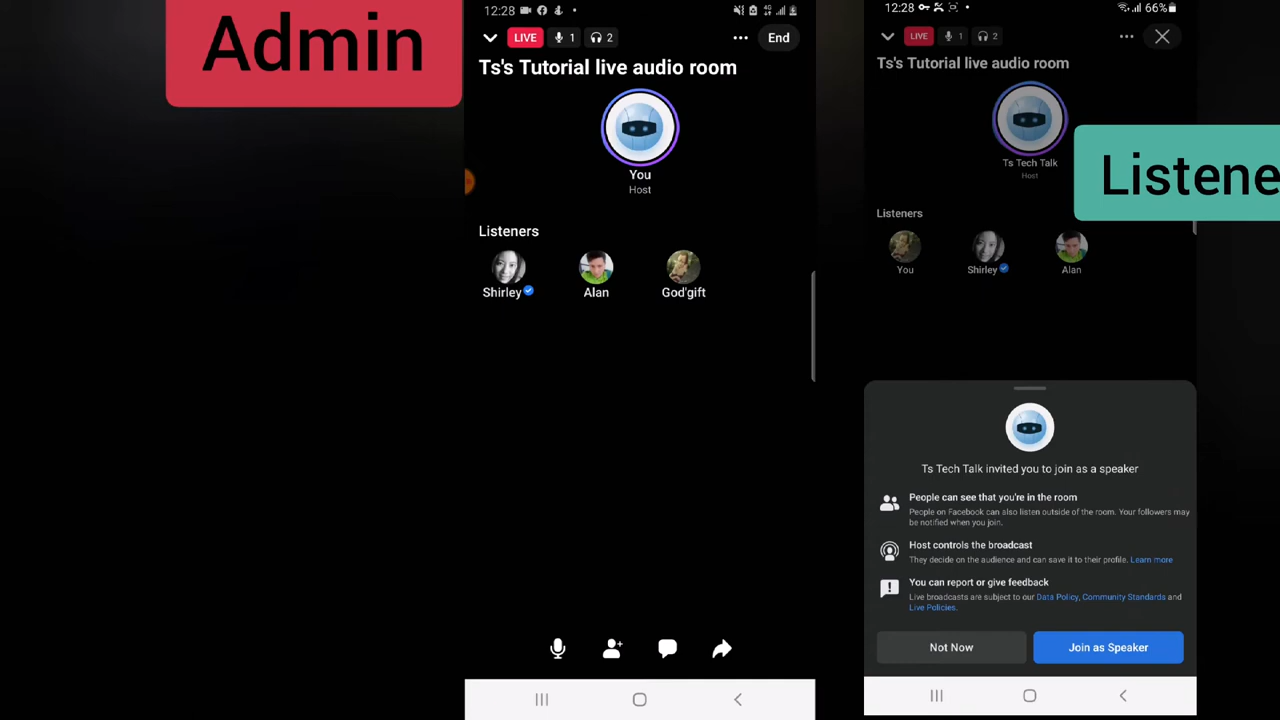 Admin
12:28
LIVE
1
2
End
Ts's Tutorial live audio room
You
Host
Listeners
Shirley
Alan
God'gift
12:28
66%
LIVE
1
2
Ts's Tutorial live audio room
Ts Tech Talk
Host
Listene
Listeners
You
Shirley
Alan
Ts Tech Talk invited you to join as a speaker
People can see that you're in the room
People on Facebook can also listen outside of the room. Your followers may
be notified when you join.
Host controls the broadcast
They decide on the audience and can save it to their profile. Learn more
You can report or give feedback
Live broadcasts are subject to our Data Policy, Community Standards and
Live Policies.
Not Now
Join as Speaker